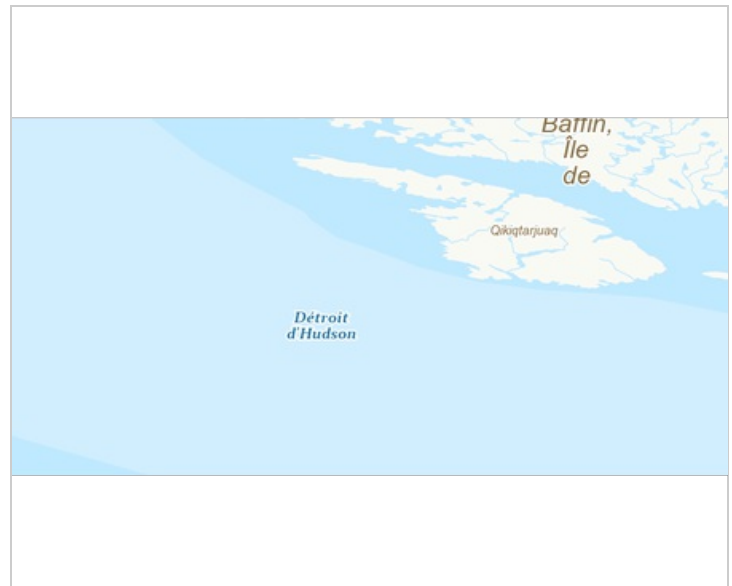 Baffin,
Île
de
Qikiqtarjuaq
Détroit
d'Hudson